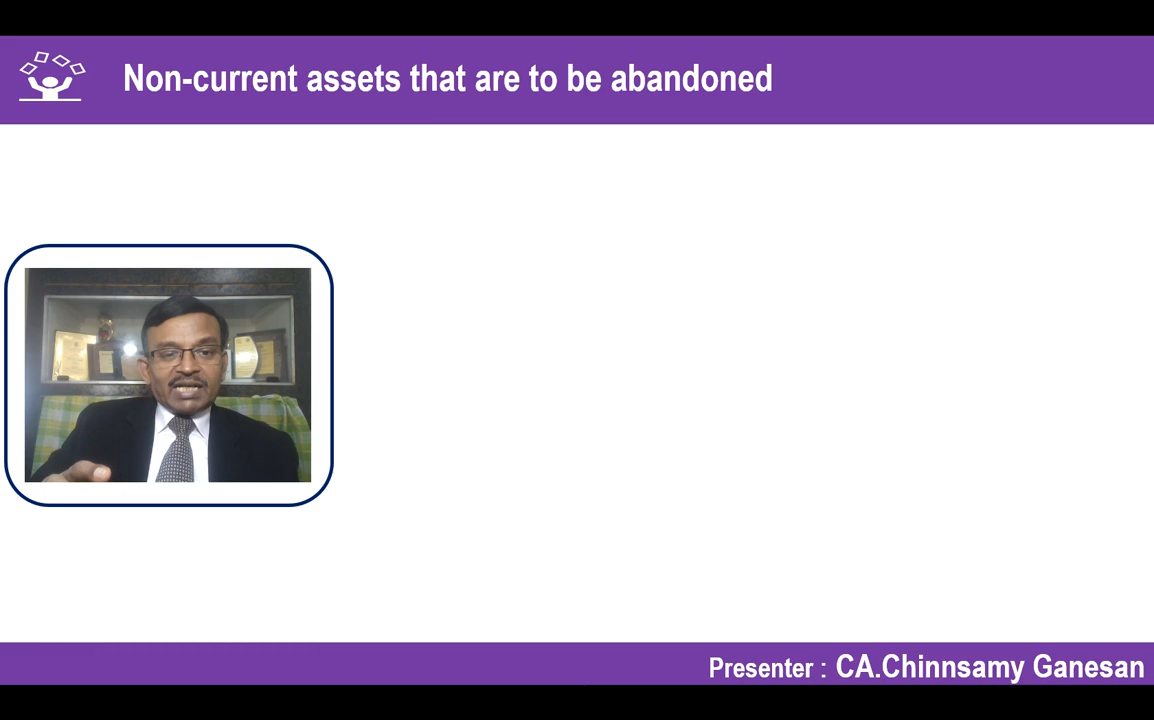 Non-current assets that are to be abandoned
Presenter : CA.Chinnsamy Ganesan